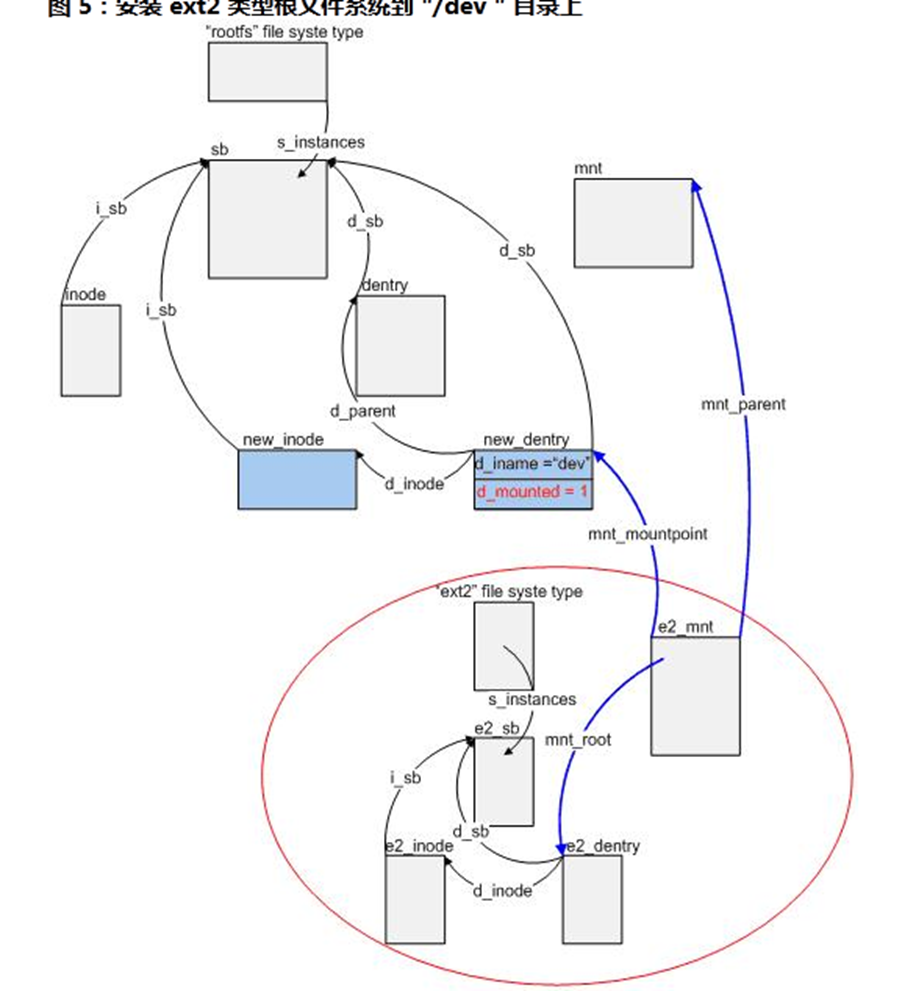 图 5：安装 ext2 类型根文件系统到 "/dev " 目录上
“rootfs” file syste type
sb
s_instances
mnt
i_sb
d_sb
d_sb
inode
dentry
i_sb
mnt_parent
d_parent
new_inode
new_dentry
d_iname =“dev”
d_inode
d_mounted = 1
mnt_mountpoint
“ext2” file syste type
e2_mnt
s_instances
e2_sb
mnt_root
i_sb
d_sb
e2_inode
e2_dentry
d_inode